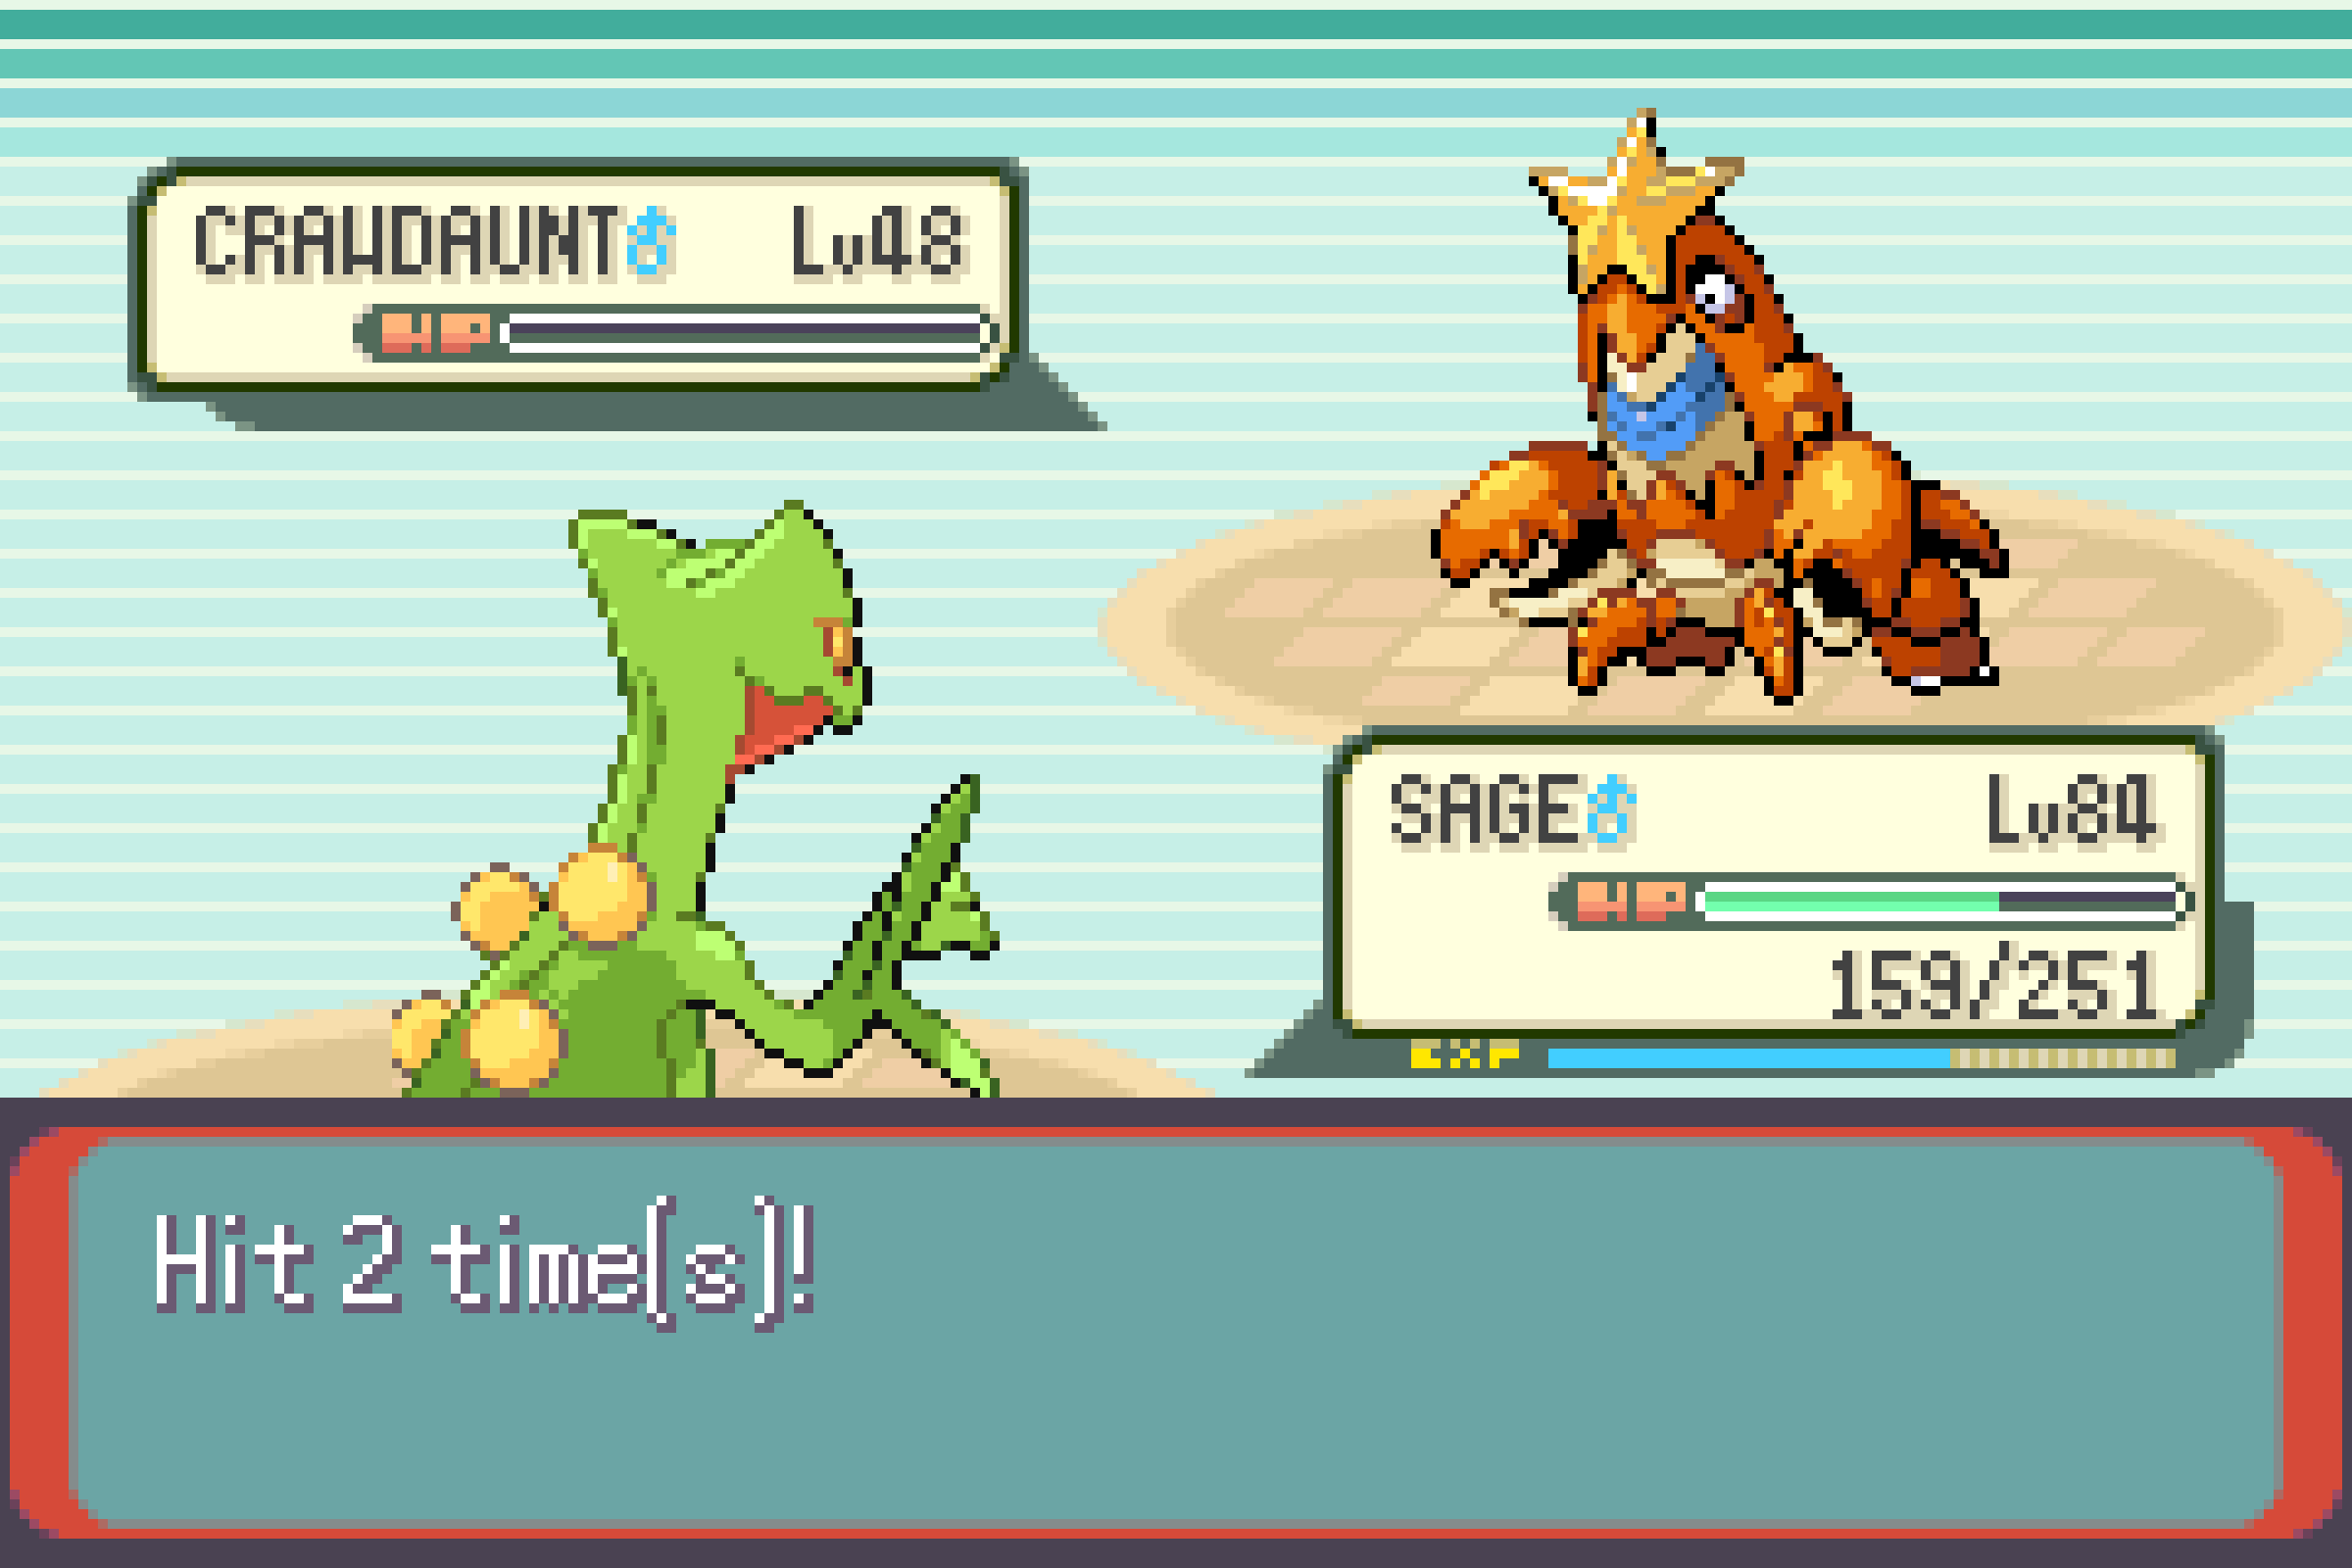 CRAWDAUNT♂ Lv48
HP
SAGE♂ Lv84
HP
159/251
EXP
Hit 2 time(s)!